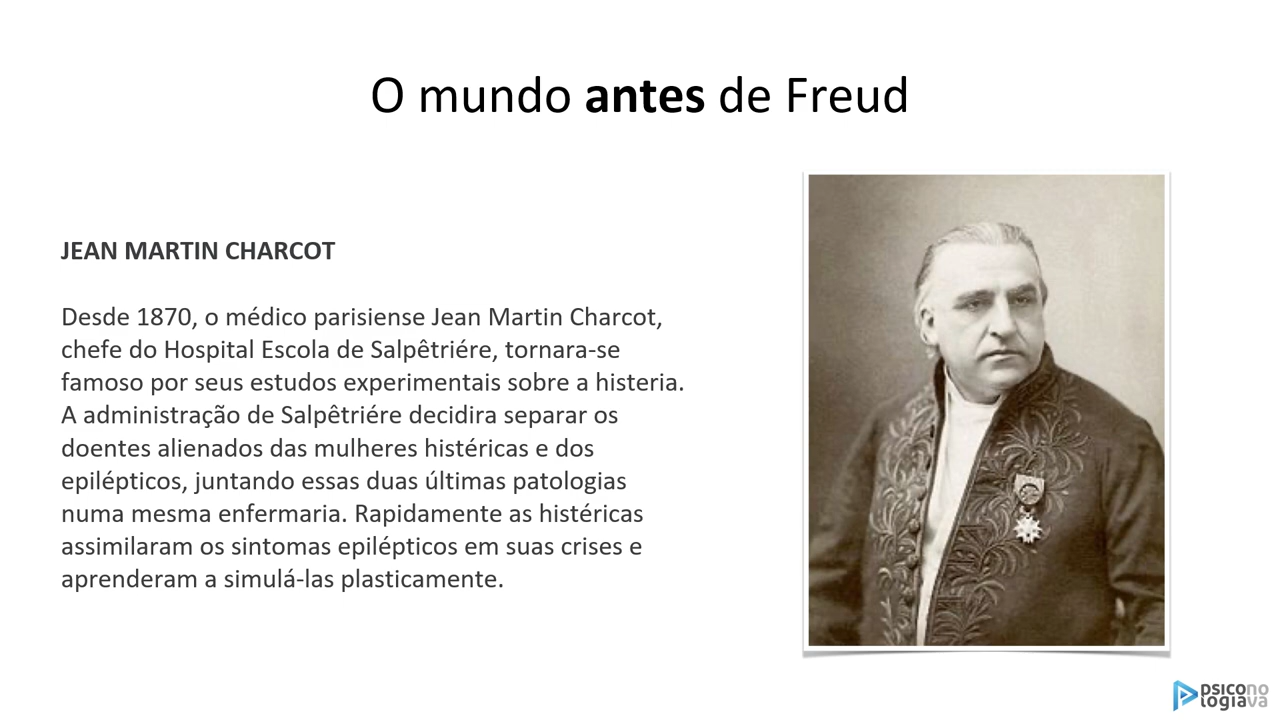 O mundo antes de Freud
JEAN MARTIN CHARCOT
Desde 1870, o médico parisiense Jean Martin Charcot,
chefe do Hospital Escola de Salpêtriére, tornara-se
famoso por seus estudos experimentais sobre a histeria.
A administração de Salpêtriére decidira separar os
doentes alienados das mulheres histéricas e dos
epilépticos, juntando essas duas últimas patologias
numa mesma enfermaria. Rapidamente as histéricas
assimilaram os sintomas epilépticos em suas crises e
aprenderam a simulá-las plasticamente.
psicono
logiava